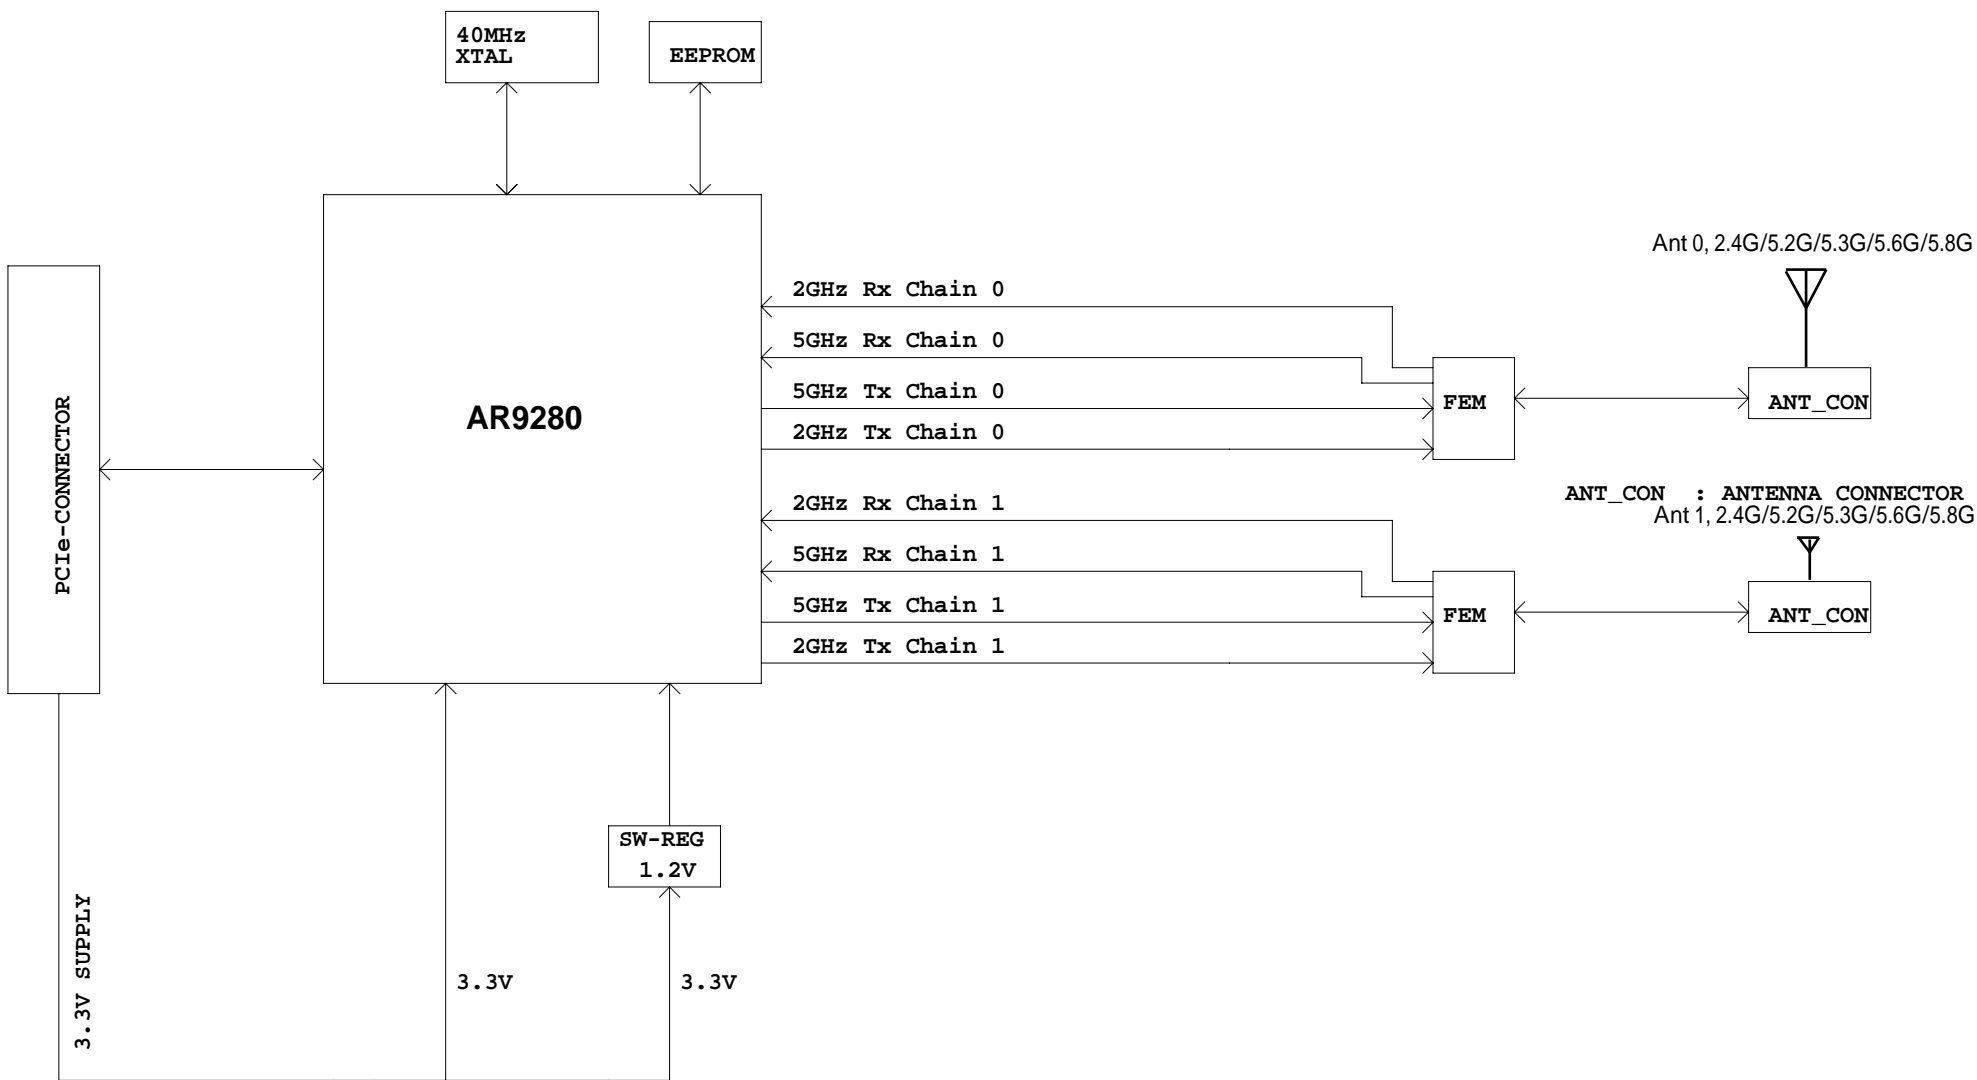 40MHz
XTAL
EEPROM
Ant 0, 2.4G/5.2G/5.3G/5.6G/5.8G
2GHz Rx Chain 0
5GHz Rx Chain 0
5GHz Tx Chain 0
2GHz Tx Chain 0
FEM
ANT_CON
AR9280
PCIe-CONNECTOR
ANT_CON : ANTENNA CONNECTOR
Ant 1, 2.4G/5.2G/5.3G/5.6G/5.8G
2GHz Rx Chain 1
5GHz Rx Chain 1
5GHz Tx Chain 1
2GHz Tx Chain 1
FEM
ANT_CON
SW-REG
1.2V
3.3V SUPPLY
3.3V
3.3V